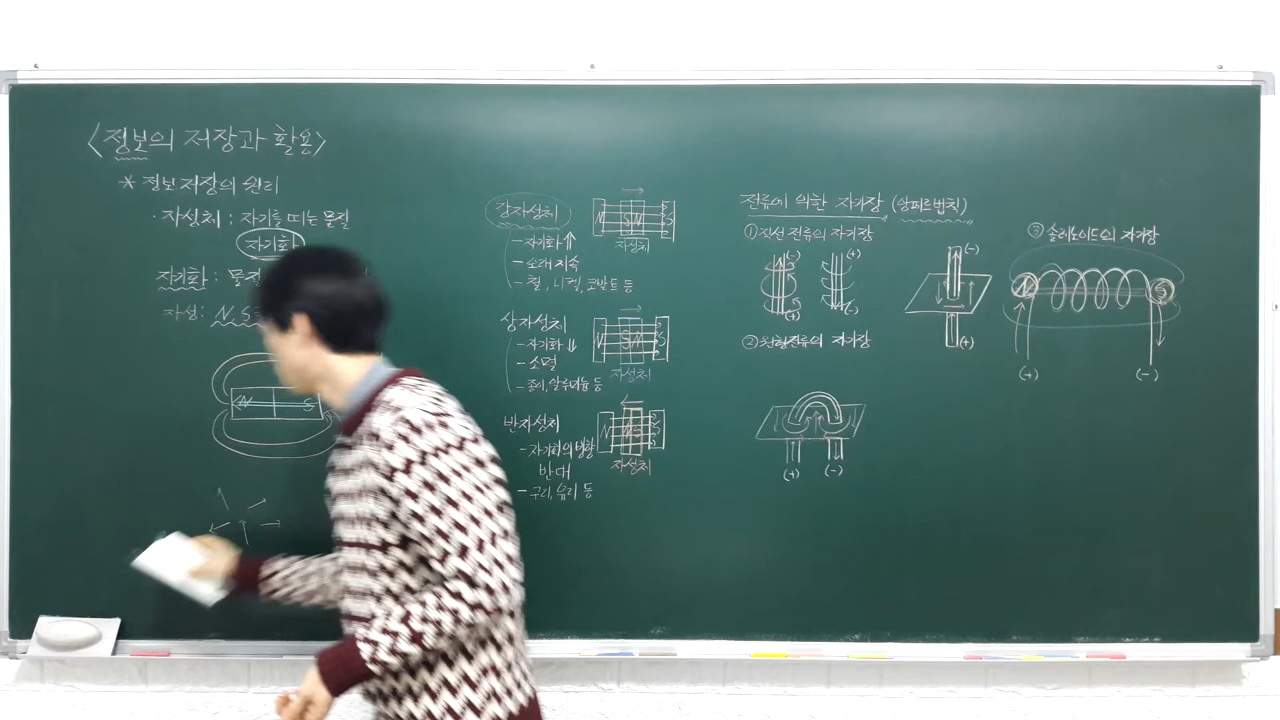 <정보의 저장과 활용>
* 정보저장의 원리
· 자성체 : 자기를 띠는 물질
자기화
자기화 : 물질
자성 : N, S
N S
강자성체
- 자기화 ⇑
- 오래 지속
- 철, 니켈, 코발트 등
N S N S
자성체
상자성체
- 자기화 ⇓
- 소멸
- 종이, 알루미늄 등
N S N S
자성체
반자성체
- 자기화의 방향
반대
- 구리, 유리 등
N N S S
자성체
전류에 의한 자기장 (앙페르법칙)
① 직선 전류의 자기장
(-) (+)
(+) (-)
(-)
(+)
② 원형전류의 자기장
(+) (-)
③ 솔레노이드의 자기장
N S
(+) (-)